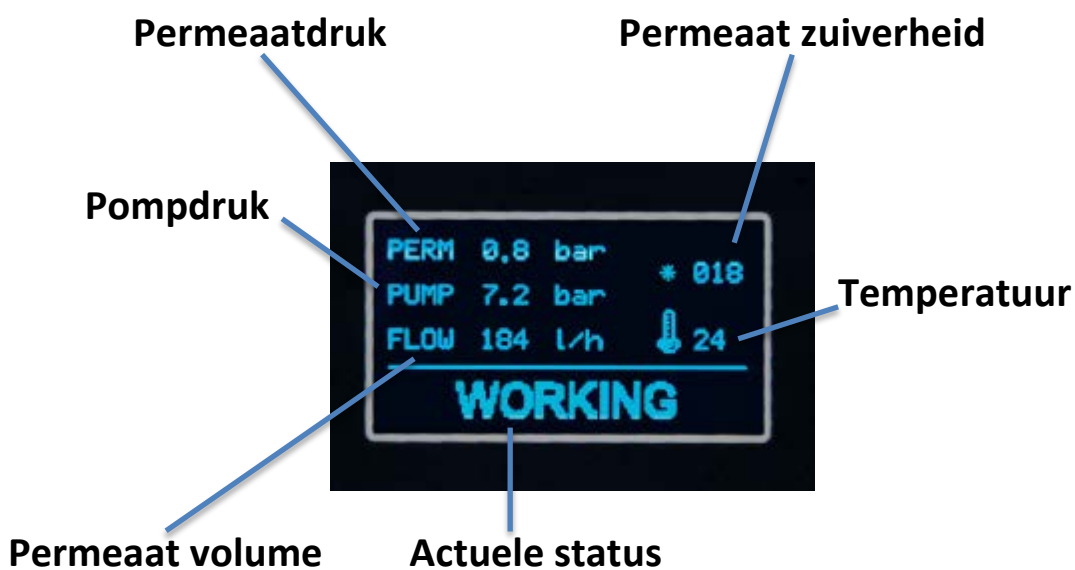 Permeaatdruk
Permeaat zuiverheid
Pompdruk
PERM 0.8 bar
* 018
PUMP 7.2 bar
Temperatuur
FLOW 184 l/h
24
WORKING
Permeaat volume
Actuele status